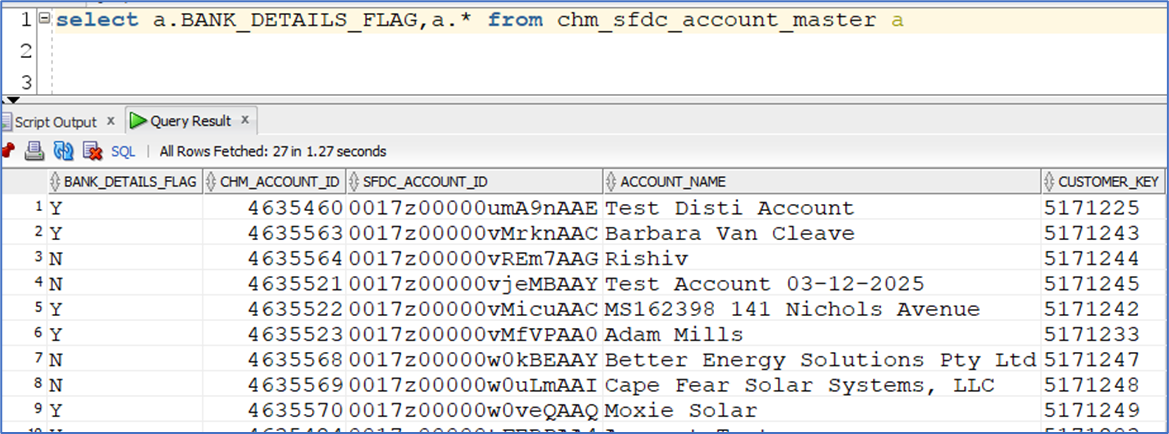 1 select a.BANK_DETAILS_FLAG,a.* from chm_sfdc_account_master a
2
3
Script Output x Query Result x
SQL | All Rows Fetched: 27 in 1.27 seconds
BANK_DETAILS_FLAG CHM_ACCOUNT_ID SFDC_ACCOUNT_ID ACCOUNT_NAME CUSTOMER_KEY
1 Y 4635460 0017z00000umA9nAAE Test Disti Account 5171225
2 Y 4635563 0017z00000vMrknAAC Barbara Van Cleave 5171243
3 N 4635564 0017z00000vREm7AAG Rishiv 5171244
4 N 4635521 0017z00000vjeMBAAY Test Account 03-12-2025 5171245
5 Y 4635522 0017z00000vMicuAAC MS162398 141 Nichols Avenue 5171242
6 Y 4635523 0017z00000vMfVPAA0 Adam Mills 5171233
7 N 4635568 0017z00000w0kBEAAY Better Energy Solutions Pty Ltd 5171247
8 N 4635569 0017z00000w0uLmAAI Cape Fear Solar Systems, LLC 5171248
9 Y 4635570 0017z00000w0veQAAQ Moxie Solar 5171249